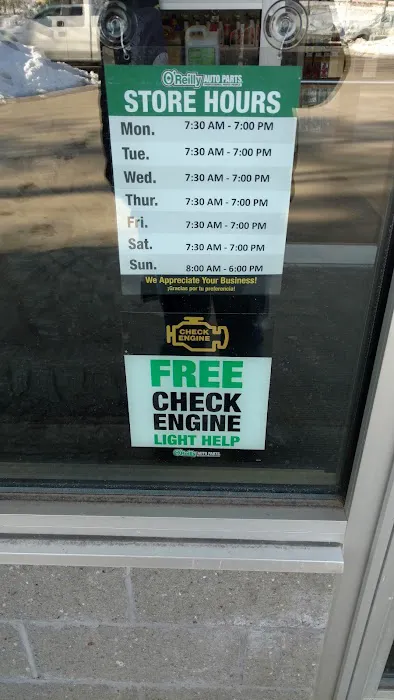 O'Reilly AUTO PARTS
STORE HOURS
Mon. 7:30 AM - 7:00 PM
Tue. 7:30 AM - 7:00 PM
Wed. 7:30 AM - 7:00 PM
Thur. 7:30 AM - 7:00 PM
Fri. 7:30 AM - 7:00 PM
Sat. 7:30 AM - 7:00 PM
Sun. 8:00 AM - 6:00 PM
We Appreciate Your Business!
¡Gracias por tu preferencia!
CHECK
ENGINE
FREE
CHECK
ENGINE
LIGHT HELP
O'Reilly AUTO PARTS